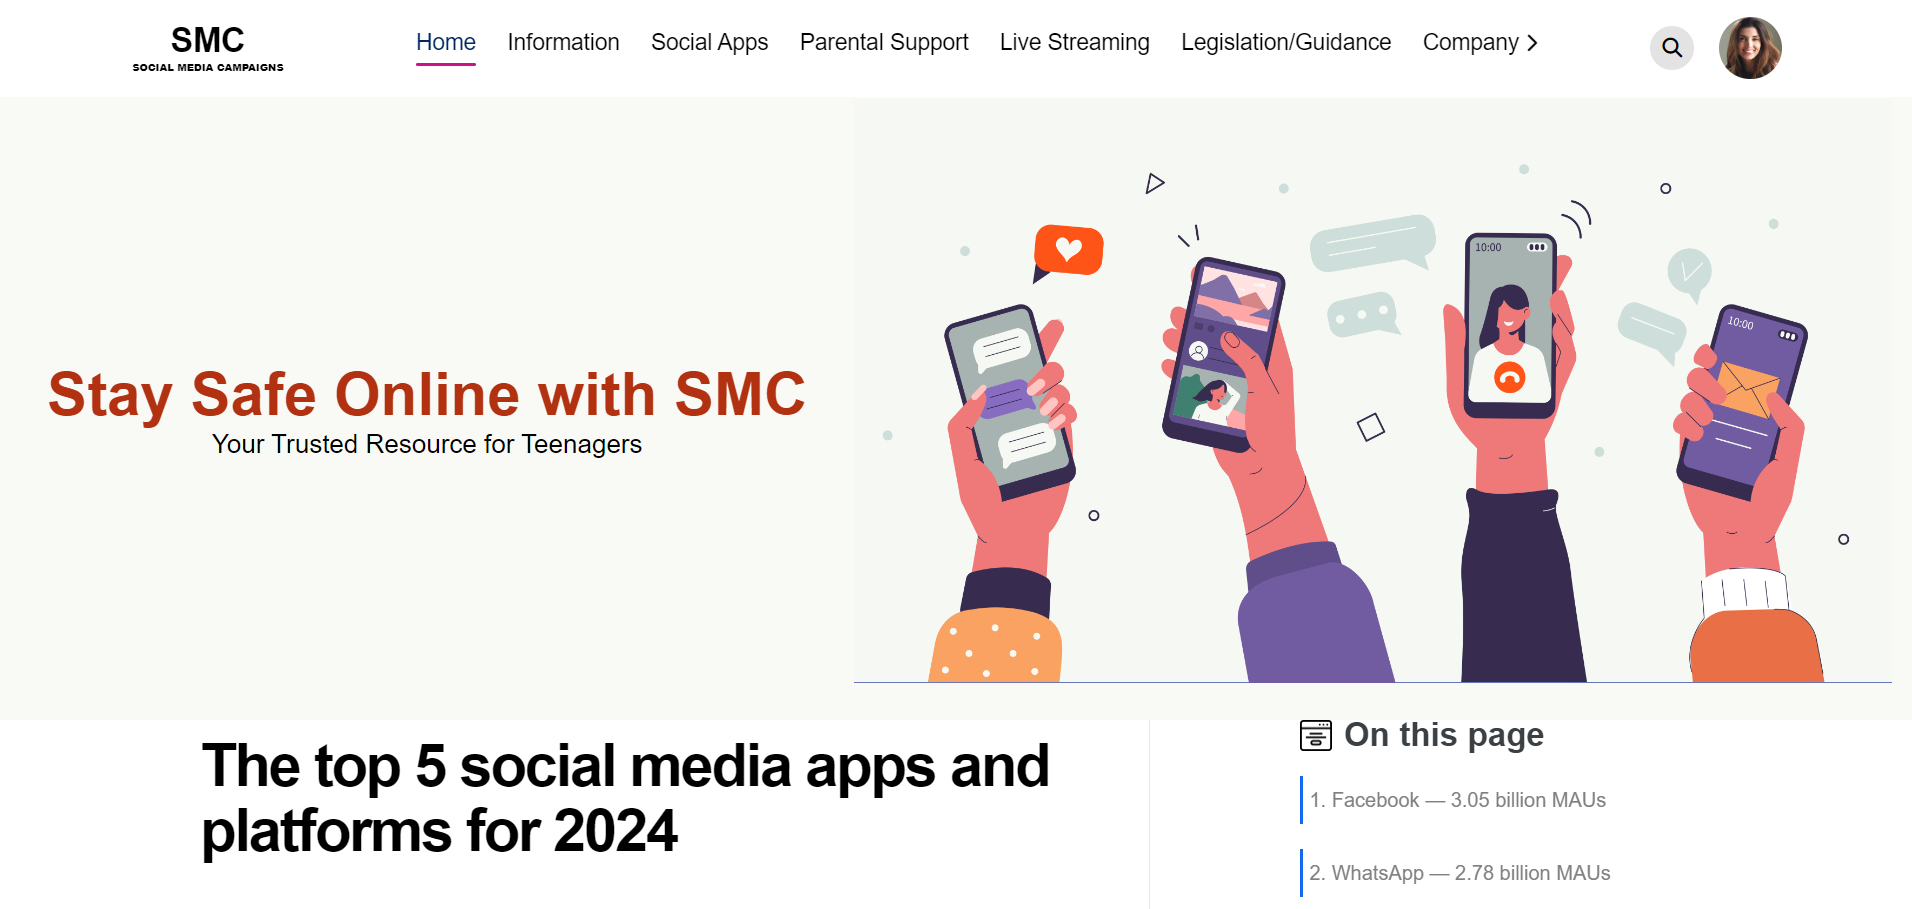 SMC
SOCIAL MEDIA CAMPAIGNS
Home
Information
Social Apps
Parental Support
Live Streaming
Legislation/Guidance
Company
10:00
10:00
Stay Safe Online with SMC
Your Trusted Resource for Teenagers
The top 5 social media apps and
platforms for 2024
On this page
1. Facebook — 3.05 billion MAUs
2. WhatsApp — 2.78 billion MAUs